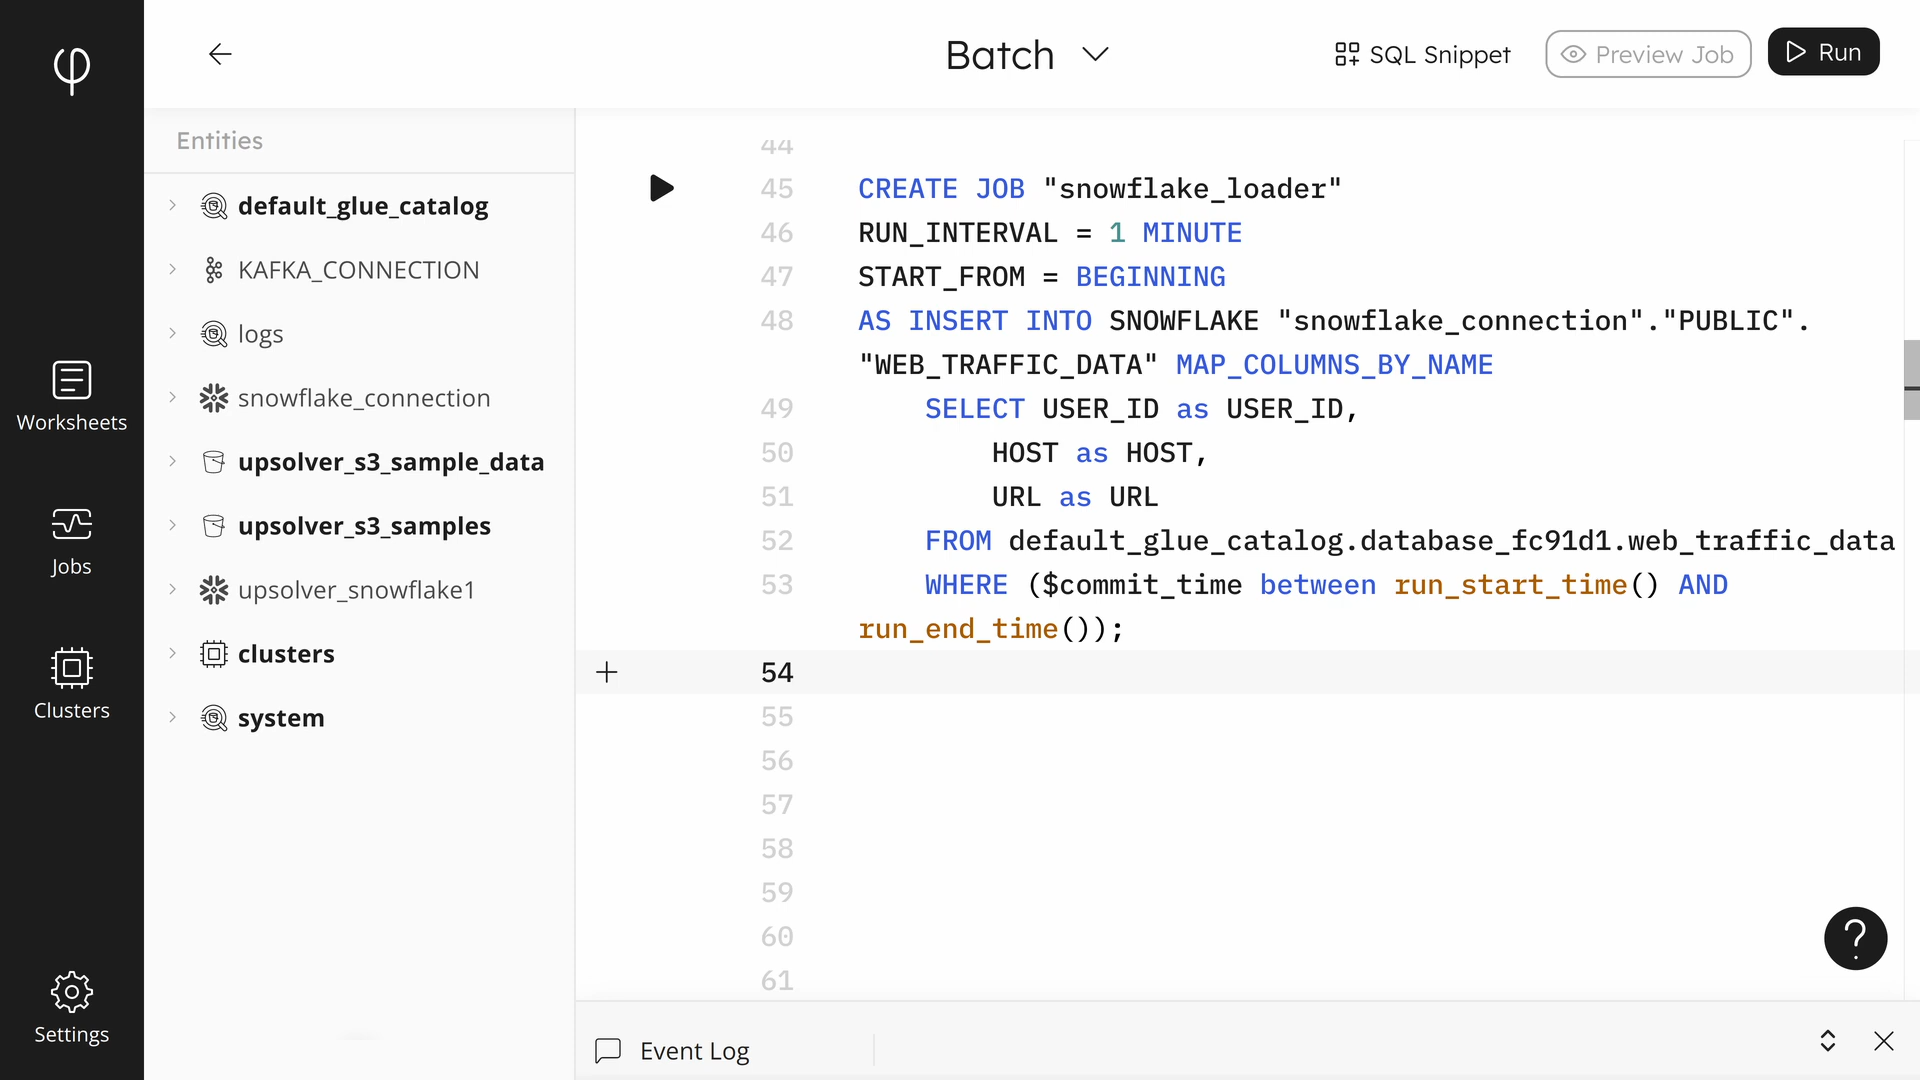 Batch
SQL Snippet
Preview Job
Run
Worksheets
Jobs
Clusters
Settings
Entities
default_glue_catalog
KAFKA_CONNECTION
logs
snowflake_connection
upsolver_s3_sample_data
upsolver_s3_samples
upsolver_snowflake1
clusters
system
44
45 CREATE JOB "snowflake_loader"
46 RUN_INTERVAL = 1 MINUTE
47 START_FROM = BEGINNING
48 AS INSERT INTO SNOWFLAKE "snowflake_connection"."PUBLIC".
"WEB_TRAFFIC_DATA" MAP_COLUMNS_BY_NAME
49 SELECT USER_ID as USER_ID,
50 HOST as HOST,
51 URL as URL
52 FROM default_glue_catalog.database_fc91d1.web_traffic_data
53 WHERE ($commit_time between run_start_time() AND
run_end_time());
54
55
56
57
58
59
60
61
?
Event Log